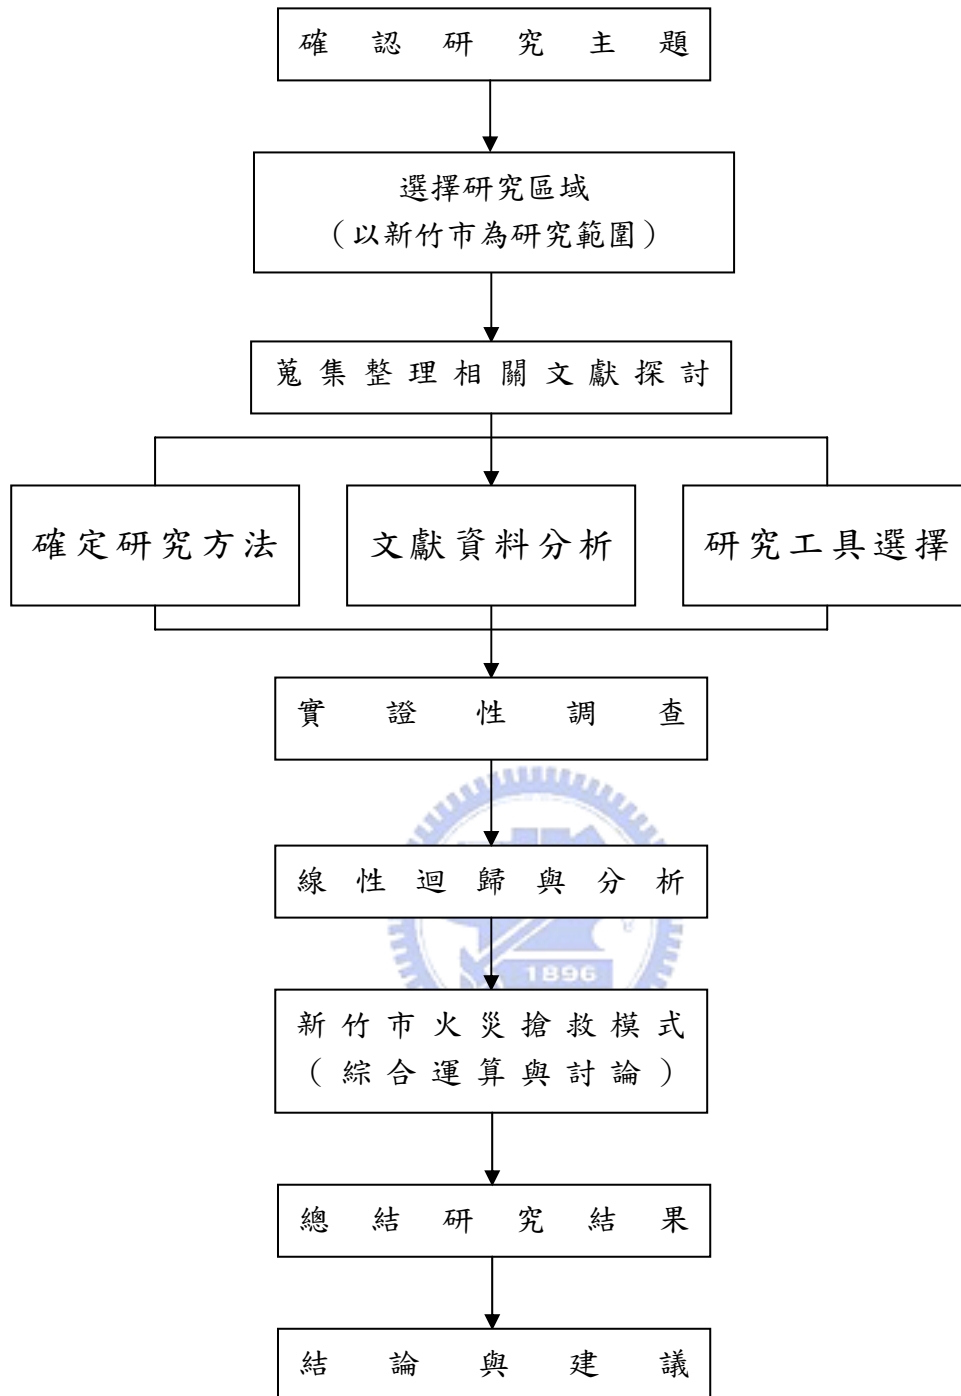 確認研究主題
選擇研究區域
（以新竹市為研究範圍）
蒐集整理相關文獻探討
確定研究方法
文獻資料分析
研究工具選擇
實證性調查
線性迴歸與分析
1896
新竹市火災搶救模式
（綜合運算與討論）
總結研究結果
結論與建議